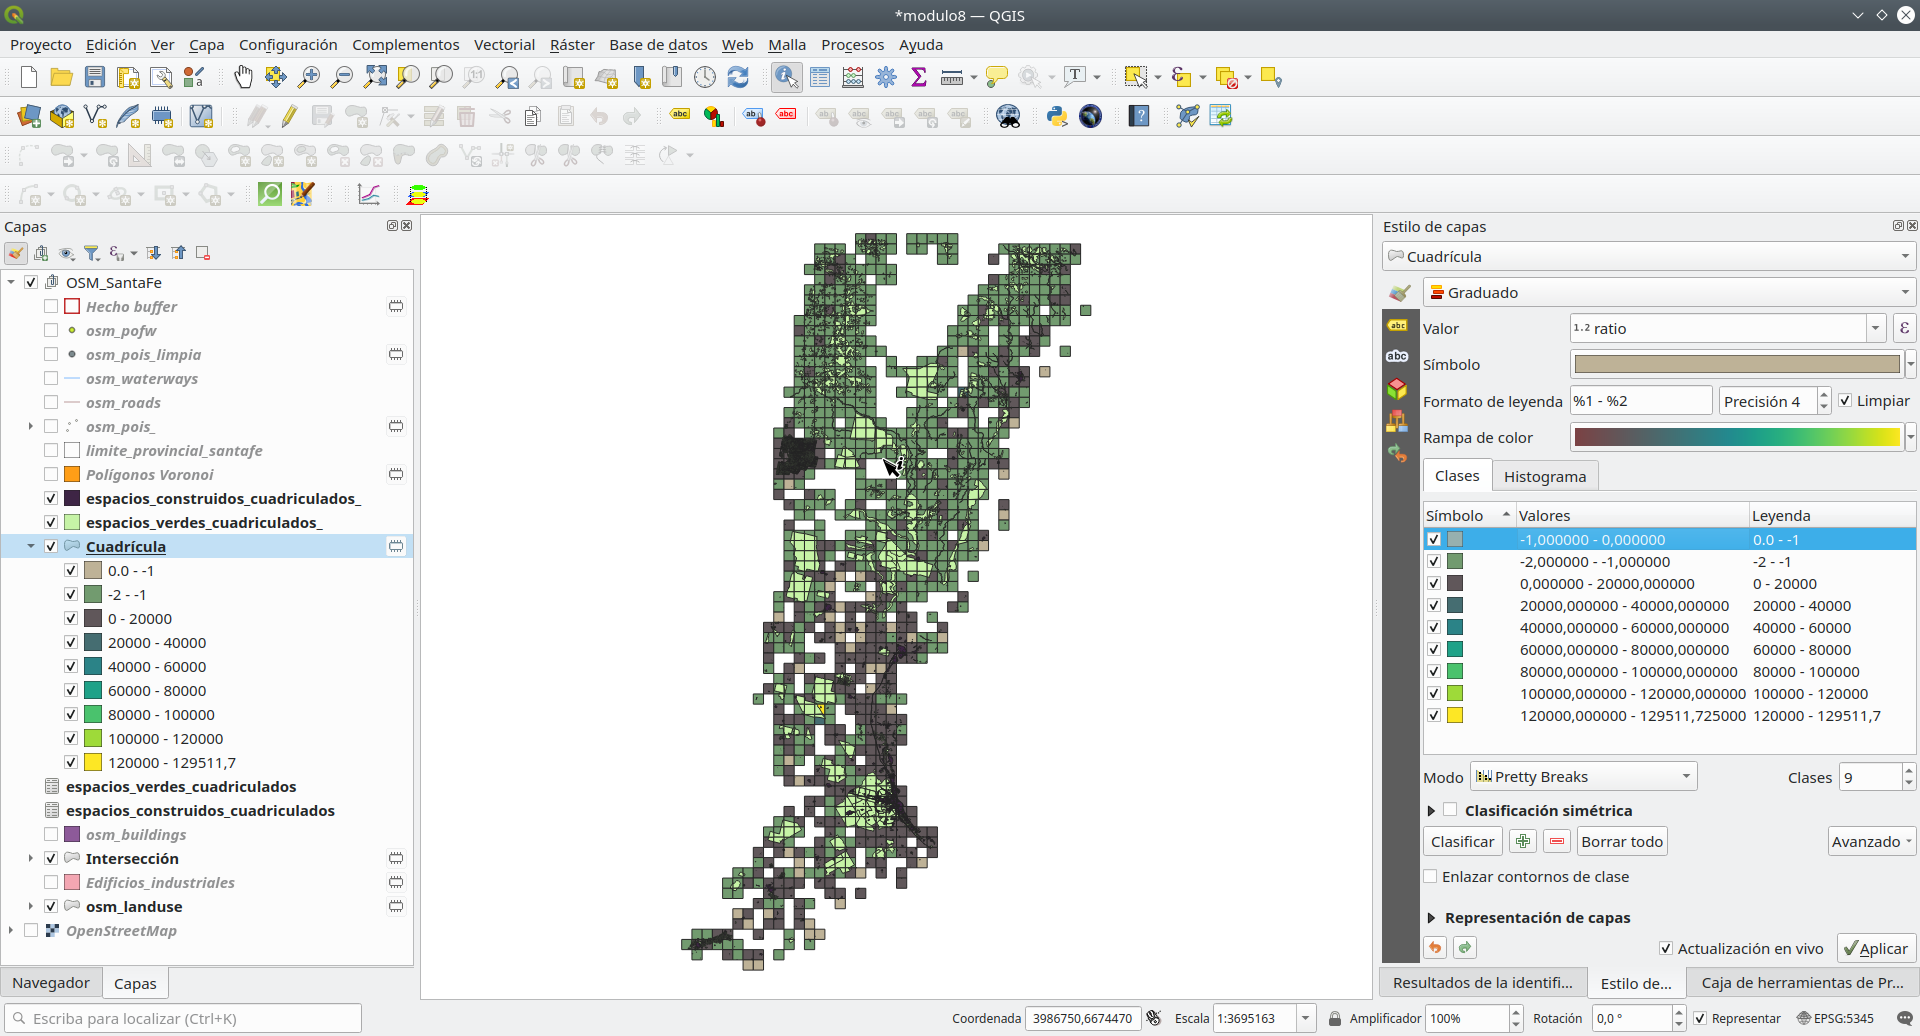 *modulo8 — QGIS
Proyecto Edición Ver Capa Configuración Complementos Vectorial Ráster Base de datos Web Malla Procesos Ayuda
Capas
OSM_SantaFe
Hecho buffer
osm_pofw
osm_pois_limpia
osm_waterways
osm_roads
osm_pois_
limite_provincial_santafe
Polígonos Voronoi
espacios_construidos_cuadriculados_
espacios_verdes_cuadriculados_
Cuadrícula
0.0 - -1
-2 - -1
0 - 20000
20000 - 40000
40000 - 60000
60000 - 80000
80000 - 100000
100000 - 120000
120000 - 129511,7
espacios_verdes_cuadriculados
espacios_construidos_cuadriculados
osm_buildings
Intersección
Edificios_industriales
osm_landuse
OpenStreetMap
Navegador Capas
Estilo de capas
Cuadrícula
Graduado
Valor 1.2 ratio ε
Símbolo
Formato de leyenda %1 - %2 Precisión 4 Limpiar
Rampa de color
Clases Histograma
Símbolo Valores Leyenda
-1,000000 - 0,000000 0.0 - -1
-2,000000 - -1,000000 -2 - -1
0,000000 - 20000,000000 0 - 20000
20000,000000 - 40000,000000 20000 - 40000
40000,000000 - 60000,000000 40000 - 60000
60000,000000 - 80000,000000 60000 - 80000
80000,000000 - 100000,000000 80000 - 100000
100000,000000 - 120000,000000 100000 - 120000
120000,000000 - 129511,725000 120000 - 129511,7
Modo Pretty Breaks Clases 9
Clasificación simétrica
Clasificar Borrar todo Avanzado
Enlazar contornos de clase
Representación de capas
Actualización en vivo Aplicar
Resultados de la identifi... Estilo de... Caja de herramientas de Pr...
Escriba para localizar (Ctrl+K) Coordenada 3986750,6674470 Escala 1:3695163 Amplificador 100% Rotación 0,0 ° Representar EPSG:5345